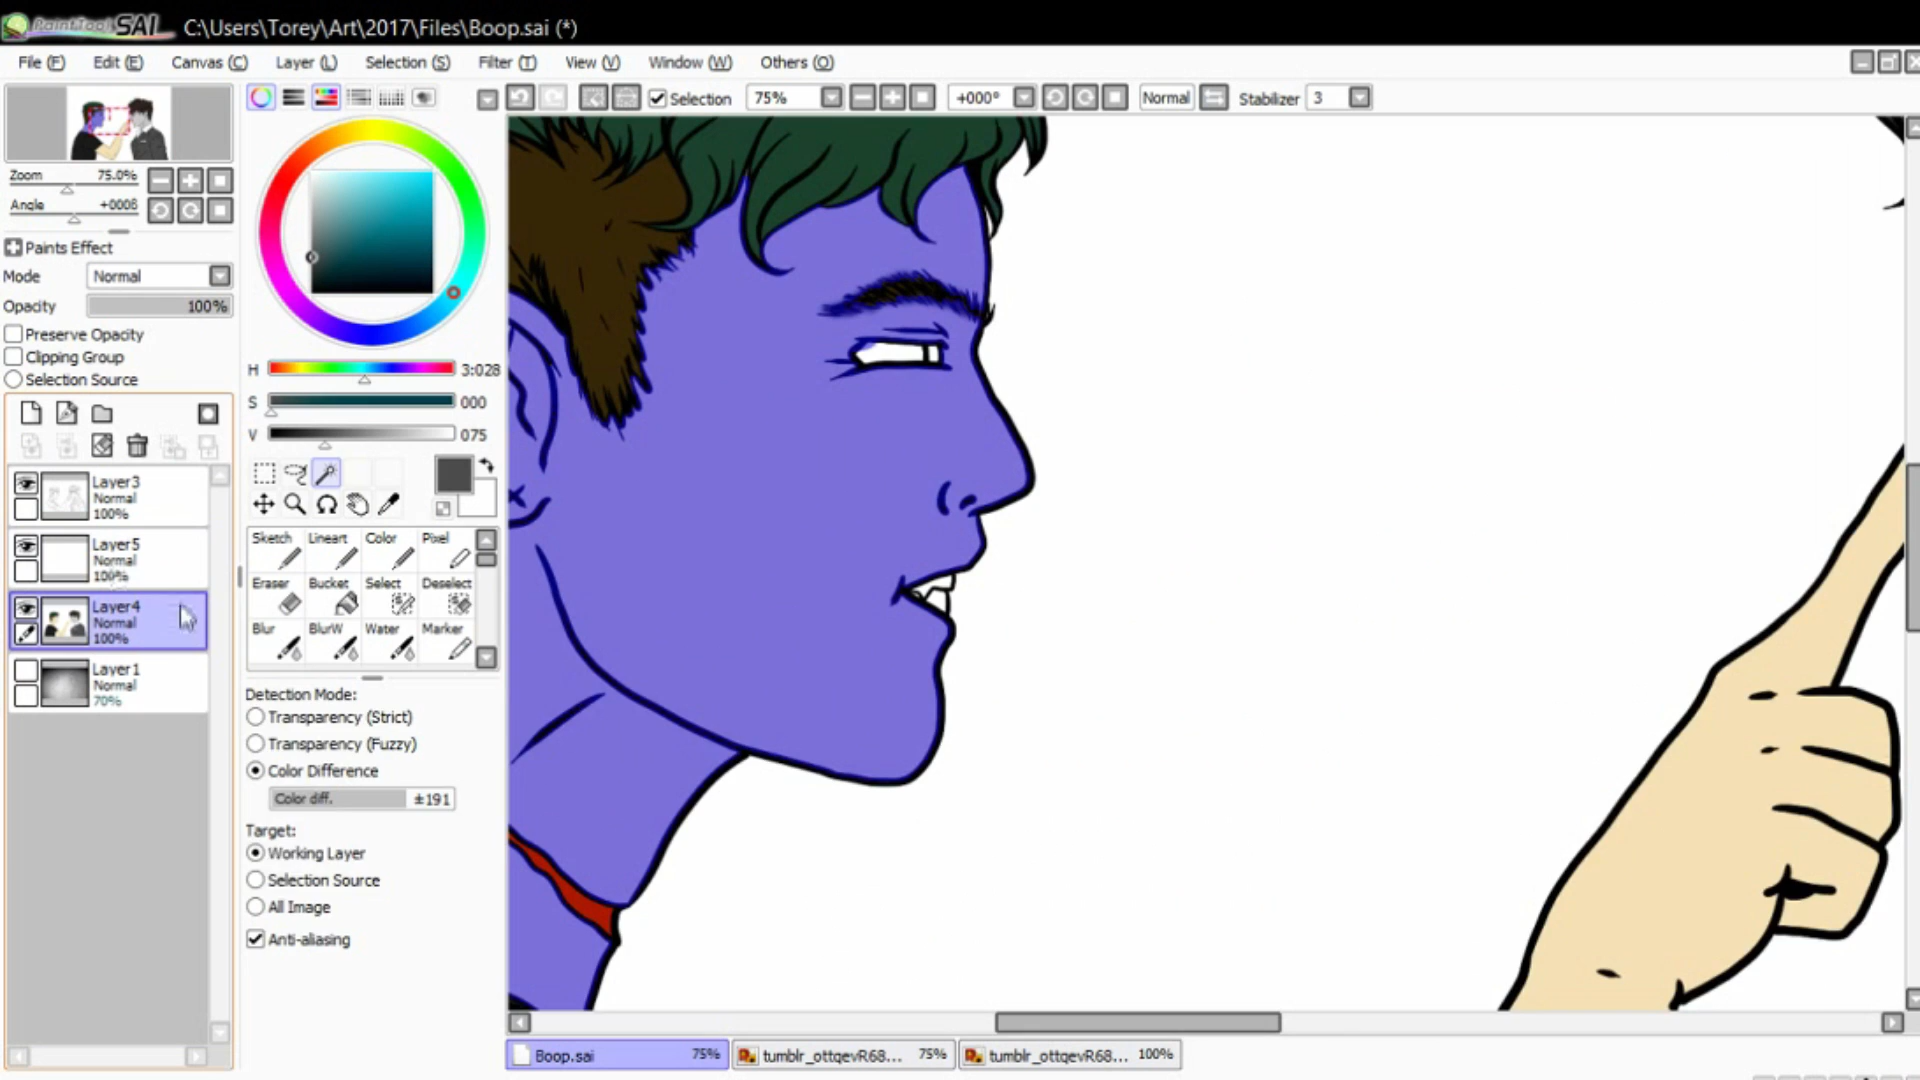 PaintTool SAI C:\Users\Torey\Art\2017\Files\Boop.sai (*)
File (F) Edit (E) Canvas (C) Layer (L) Selection (S) Filter (T) View (V) Window (W) Others (O)
Selection 75% +000° Normal Stabilizer 3
Zoom 75.0%
Angle
Paints Effect
Mode Normal
Opacity 100%
Preserve Opacity
Clipping Group
Selection Source
Layer3
Normal
100%
Layer5
Normal
100%
Layer4
Normal
100%
Layer1
Normal
70%
H 3:028
S 000
V 075
Sketch Lineart Color Pixel
Eraser Bucket Select Deselect
Blur BlurW Water Marker
Detection Mode:
Transparency (Strict)
Transparency (Fuzzy)
Color Difference
Color diff. ±191
Target:
Working Layer
Selection Source
All Image
Anti-aliasing
Boop.sai 75% tumblr_ottqevR68... 75% tumblr_ottqevR68... 100%